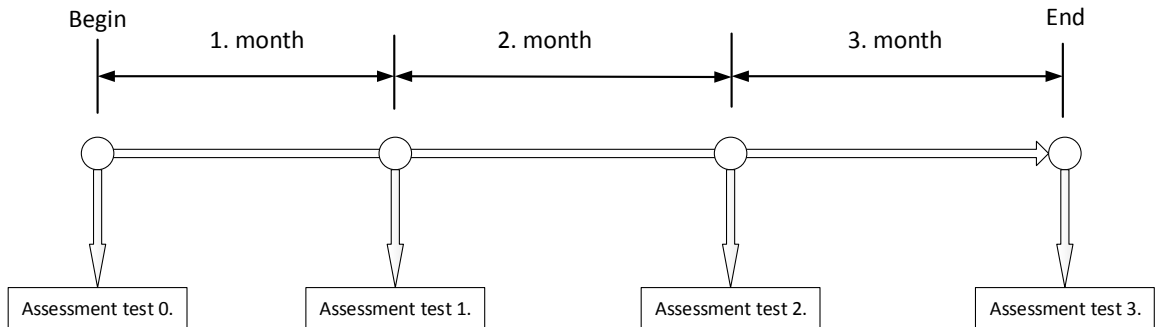 Begin
End
1. month
2. month
3. month
Assessment test 0.
Assessment test 1.
Assessment test 2.
Assessment test 3.